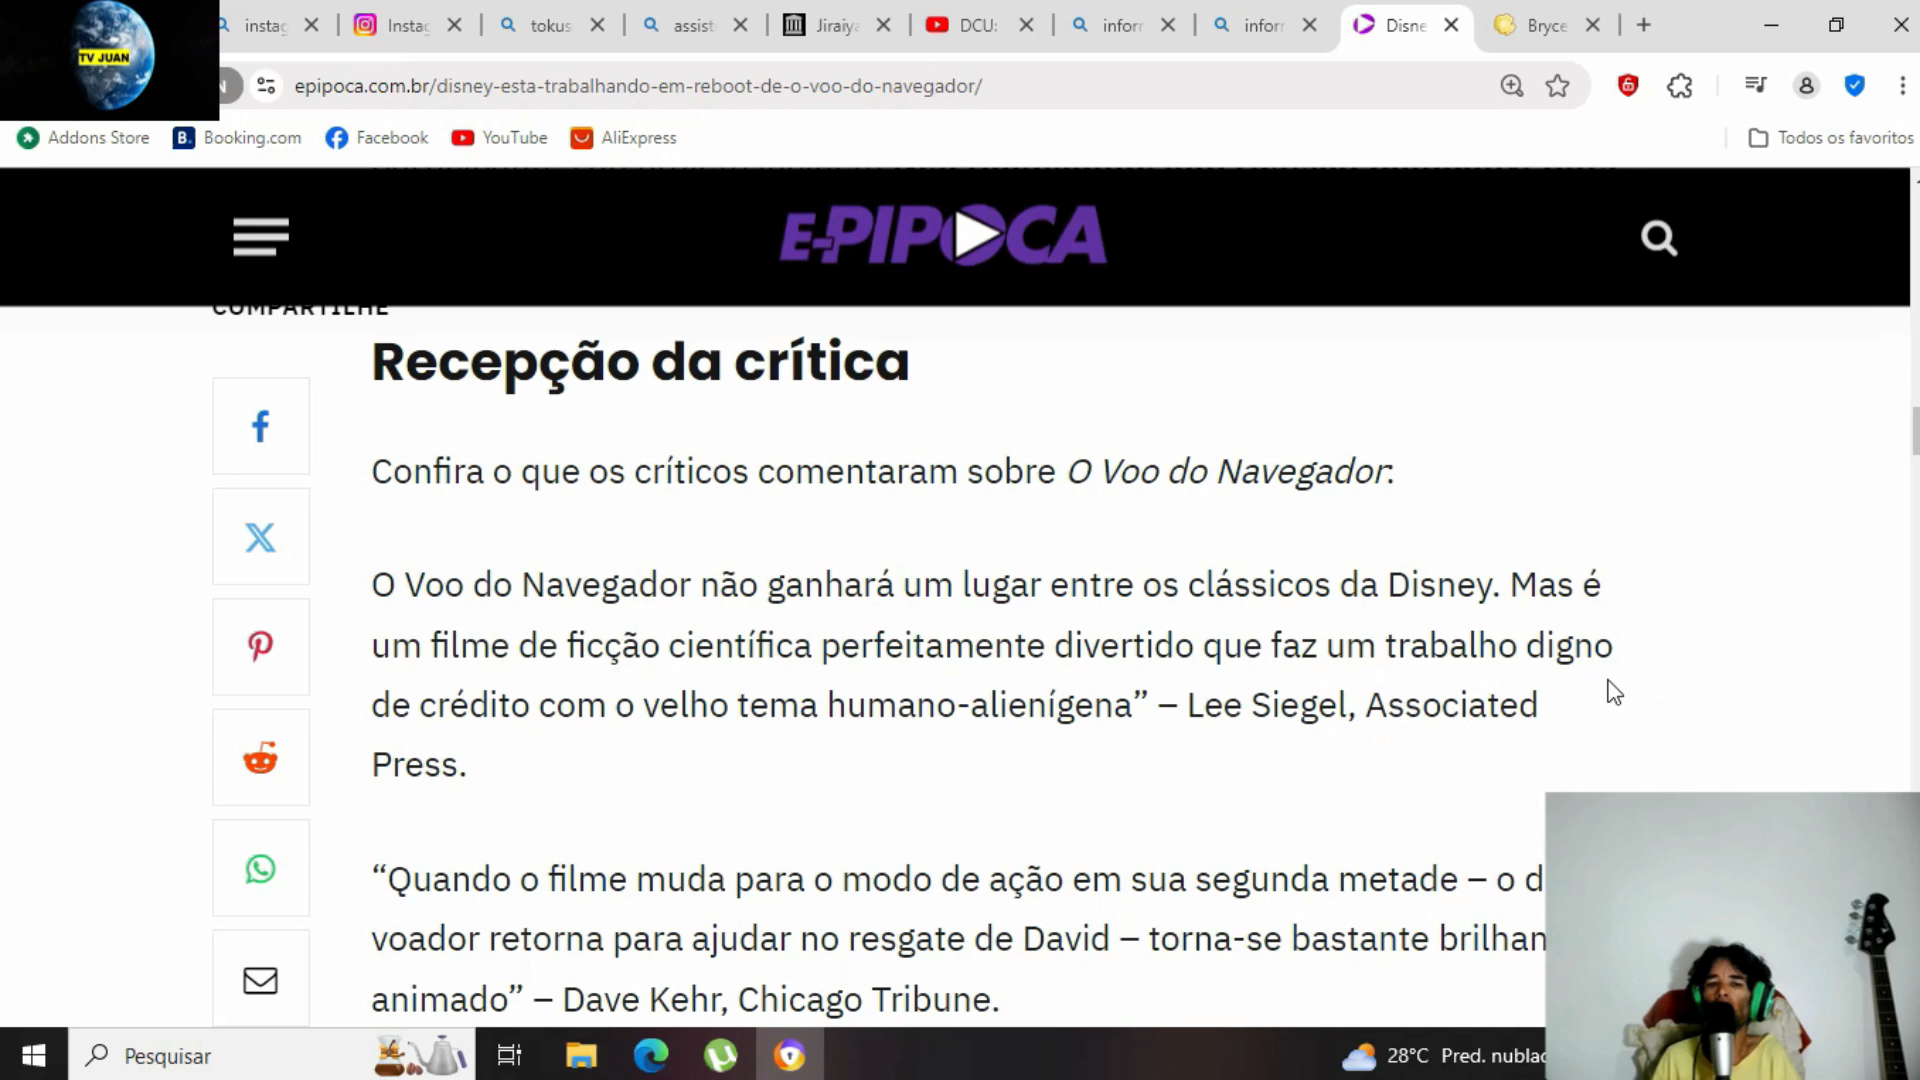 TV JUAN
instag
Instag
tokus
assist
Jiraiya
DCU:
inforr
inforr
Disne
Bryce
epipoca.com.br/disney-esta-trabalhando-em-reboot-de-o-voo-do-navegador/
Addons Store
Booking.com
Facebook
YouTube
AliExpress
Todos os favoritos
E-PIPOCA
COMPARTILHE
Recepção da crítica
Confira o que os críticos comentaram sobre O Voo do Navegador:
O Voo do Navegador não ganhará um lugar entre os clássicos da Disney. Mas é
um filme de ficção científica perfeitamente divertido que faz um trabalho digno
de crédito com o velho tema humano-alienígena” – Lee Siegel, Associated
Press.
“Quando o filme muda para o modo de ação em sua segunda metade – o d
voador retorna para ajudar no resgate de David – torna-se bastante brilhan
animado” – Dave Kehr, Chicago Tribune.
Pesquisar
28°C Pred. nublad